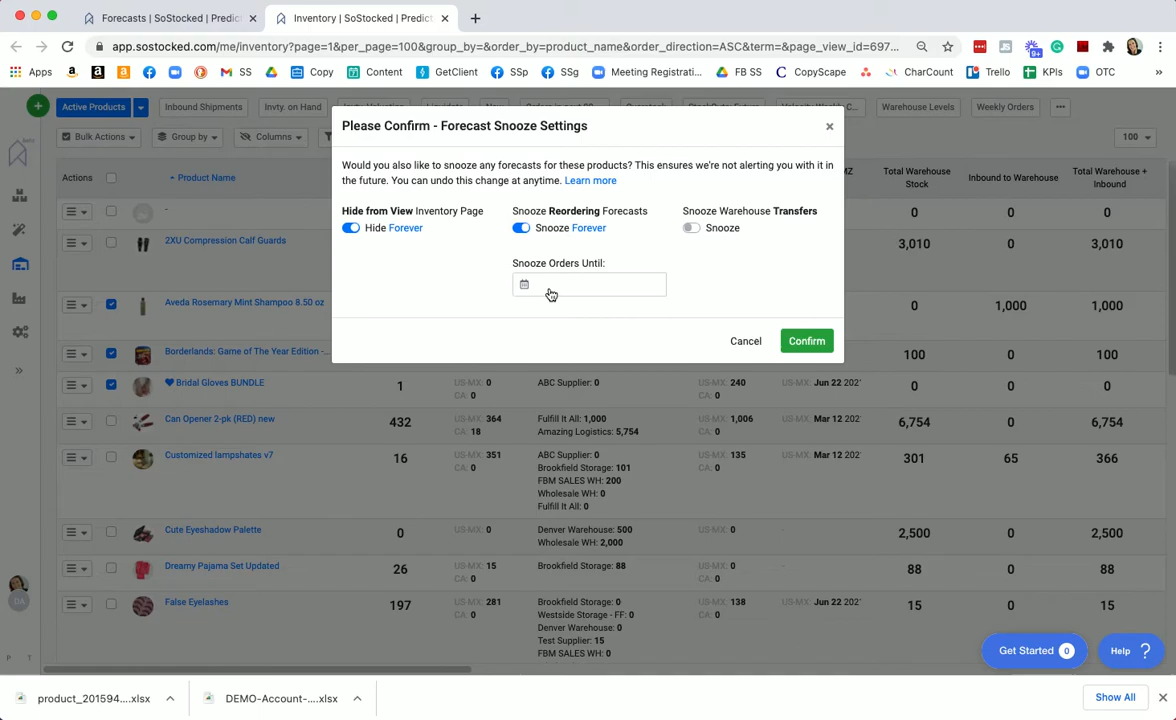 Forecasts | SoStocked | Predic
Inventory | SoStocked | Predic
app.sostocked.com/me/inventory?page=1&per_page=100&group_by=&order_by=product_name&order_direction=ASC&term=&page_view_id=697...
9+
Apps
SS
Copy
Content
GetClient
SSp
SSg
Meeting Registrati...
FB SS
CopyScape
CharCount
Trello
KPIs
OTC
»
Active Products
Inbound Shipments
Invty. on Hand
Warehouse Levels
Weekly Orders
Bulk Actions
Group by
Columns
100
Please Confirm - Forecast Snooze Settings
Would you also like to snooze any forecasts for these products? This ensures we're not alerting you with it in
the future. You can undo this change at anytime. Learn more
Hide from View Inventory Page
Hide Forever
Snooze Reordering Forecasts
Snooze Forever
Snooze Orders Until:
Snooze Warehouse Transfers
Snooze
Cancel
Confirm
Actions
Product Name
MZ
Total Warehouse
Stock
Inbound to Warehouse
Total Warehouse +
Inbound
-
0
0
0
2XU Compression Calf Guards
3,010
0
3,010
Aveda Rosemary Mint Shampoo 8.50 oz
0
1,000
1,000
Borderlands: Game of The Year Edition -...
100
0
100
Bridal Gloves BUNDLE
1
US-MX: 0
CA: 0
ABC Supplier: 0
US-MX: 240
CA: 0
US-MX: Jun 22 202
0
0
0
Can Opener 2-pk (RED) new
432
US-MX: 364
CA: 18
Fulfill It All: 1,000
Amazing Logistics: 5,754
US-MX: 1,006
CA: 0
US-MX: Mar 12 202
6,754
0
6,754
Customized lampshates v7
16
US-MX: 351
CA: 0
ABC Supplier: 0
Brookfield Storage: 101
FBM SALES WH: 200
Wholesale WH: 0
Fulfill It All: 0
US-MX: 135
CA: 0
US-MX: Mar 12 202
301
65
366
Cute Eyeshadow Palette
0
US-MX: 0
Denver Warehouse: 500
Wholesale WH: 2,000
US-MX: 0
-
2,500
0
2,500
Dreamy Pajama Set Updated
26
US-MX: 15
CA: 0
Brookfield Storage: 88
US-MX: 0
CA: 0
-
88
0
88
False Eyelashes
197
US-MX: 281
CA: 0
Brookfield Storage: 0
Westside Storage - FF: 0
Denver Warehouse: 0
Test Supplier: 15
FBM SALES WH: 0
US-MX: 138
CA: 0
US-MX: Jun 22 202
15
0
15
DA
P T
Get Started 0
Help ?
product_201594....xlsx
DEMO-Account-....xlsx
Show All